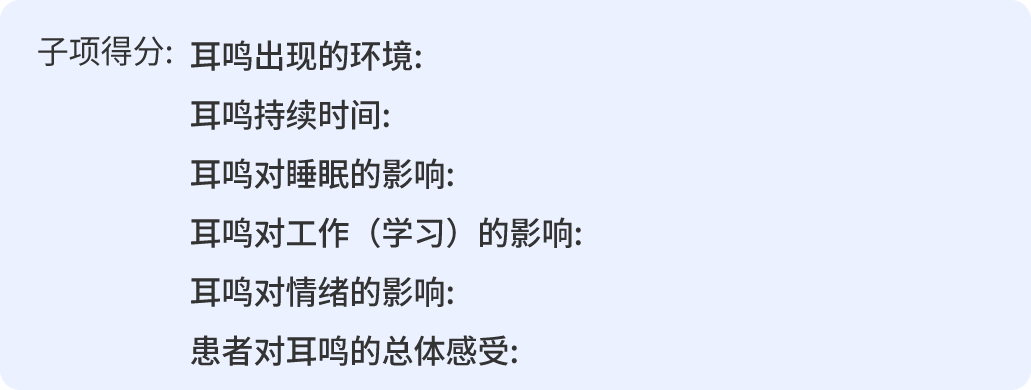 子项得分: 耳鸣出现的环境:
耳鸣持续时间:
耳鸣对睡眠的影响:
耳鸣对工作（学习）的影响:
耳鸣对情绪的影响:
患者对耳鸣的总体感受: